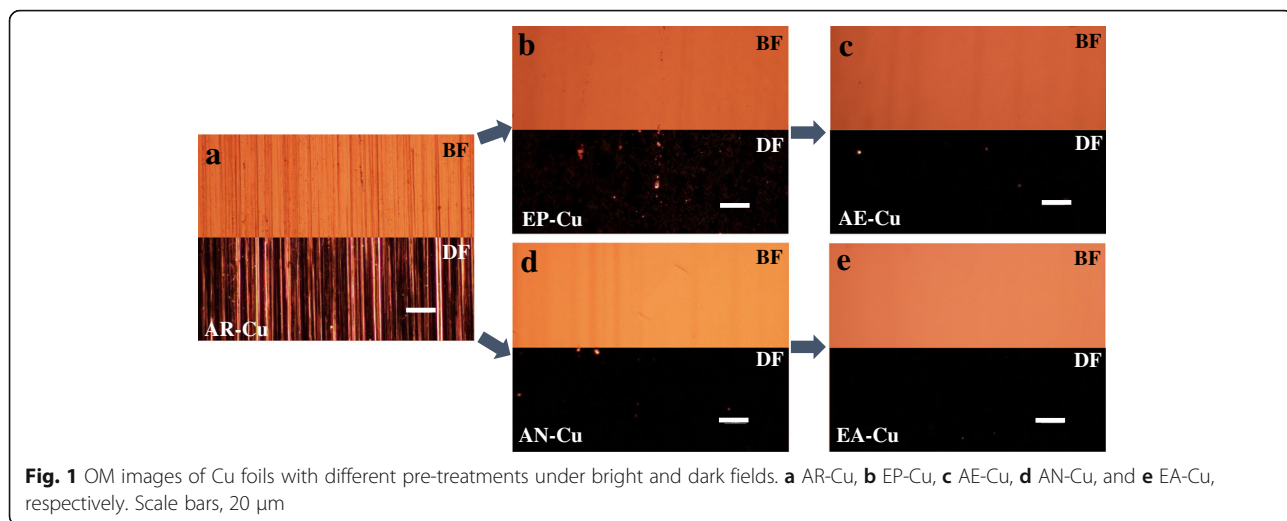 a
BF
DF
AR-Cu
b
BF
DF
EP-Cu
c
BF
DF
AE-Cu
d
BF
DF
AN-Cu
e
BF
DF
EA-Cu
Fig. 1 OM images of Cu foils with different pre-treatments under bright and dark fields. a AR-Cu, b EP-Cu, c AE-Cu, d AN-Cu, and e EA-Cu,
respectively. Scale bars, 20 μm